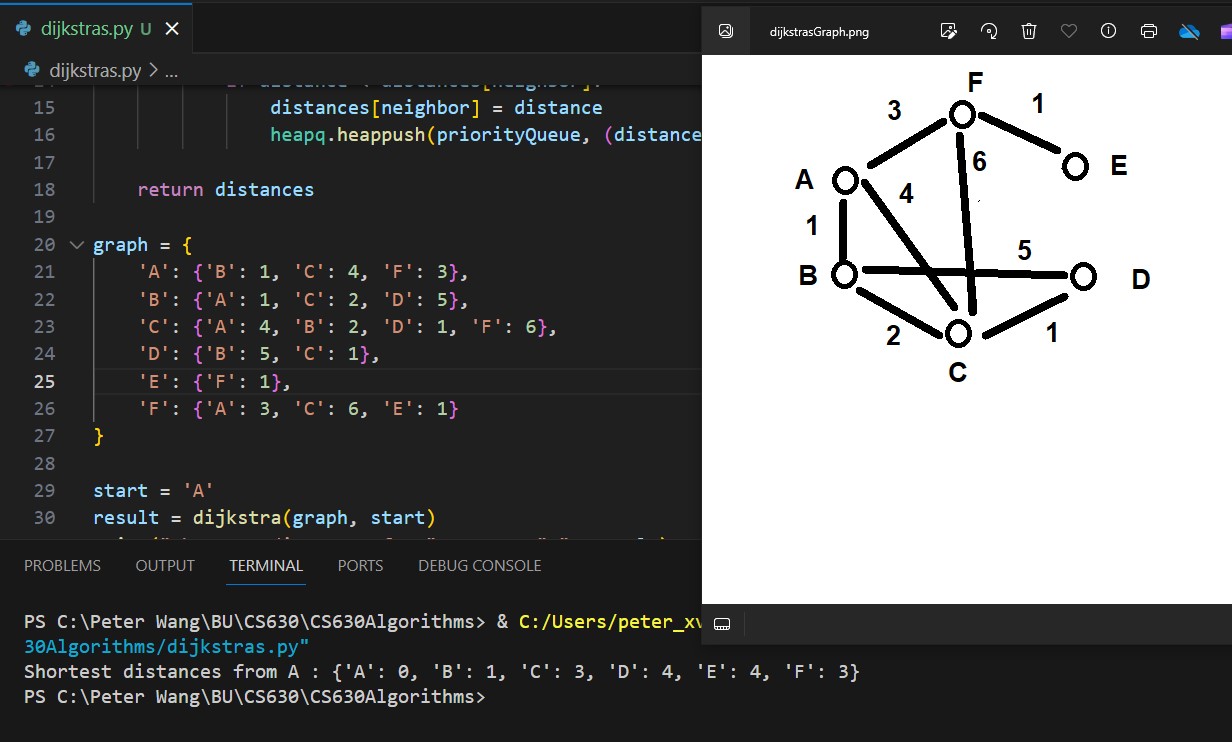 dijkstras.py U
dijkstras.py > ...
15 distances[neighbor] = distance
16 heapq.heappush(priorityQueue, (distance
17
18 return distances
19
20 graph = {
21 'A': {'B': 1, 'C': 4, 'F': 3},
22 'B': {'A': 1, 'C': 2, 'D': 5},
23 'C': {'A': 4, 'B': 2, 'D': 1, 'F': 6},
24 'D': {'B': 5, 'C': 1},
25 'E': {'F': 1},
26 'F': {'A': 3, 'C': 6, 'E': 1}
27 }
28
29 start = 'A'
30 result = dijkstra(graph, start)
PROBLEMS OUTPUT TERMINAL PORTS DEBUG CONSOLE
PS C:\Peter Wang\BU\CS630\CS630Algorithms> & C:/Users/peter_xv
30Algorithms/dijkstras.py"
Shortest distances from A : {'A': 0, 'B': 1, 'C': 3, 'D': 4, 'E': 4, 'F': 3}
PS C:\Peter Wang\BU\CS630\CS630Algorithms>
dijkstrasGraph.png
F
3 1
6
A 4 E
1
5
B D
2 1
C